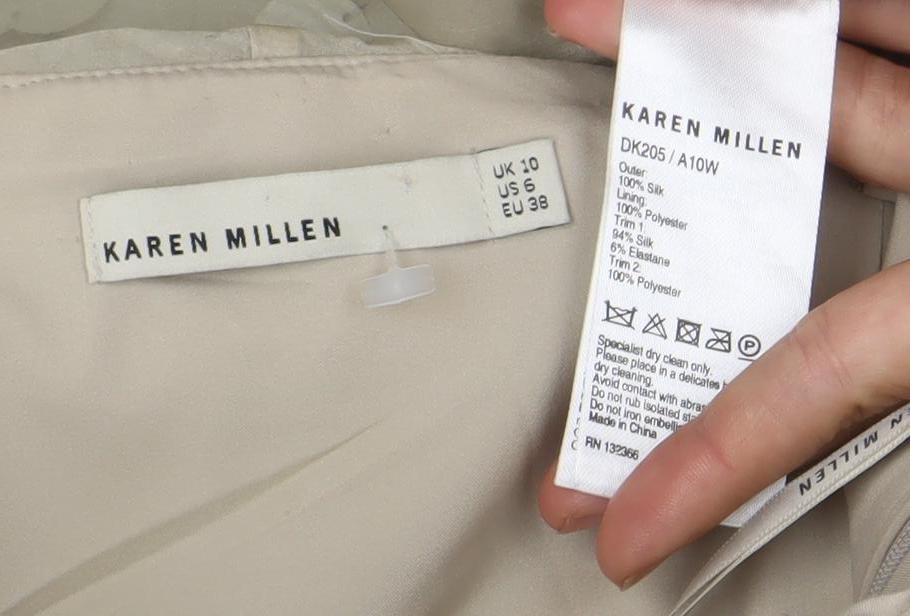 KAREN MILLEN
UK 10
US 6
EU 38
KAREN MILLEN
DK205 / A10W
Outer:
100% Silk
Lining:
100% Polyester
Trim 1:
94% Silk
6% Elastane
Trim 2:
100% Polyester
P
Specialist dry clean only.
Please place in a delicates
dry cleaning.
Avoid contact with
Do not rub isolated
Do not iron
Made in China
RN 132366
MILLEN